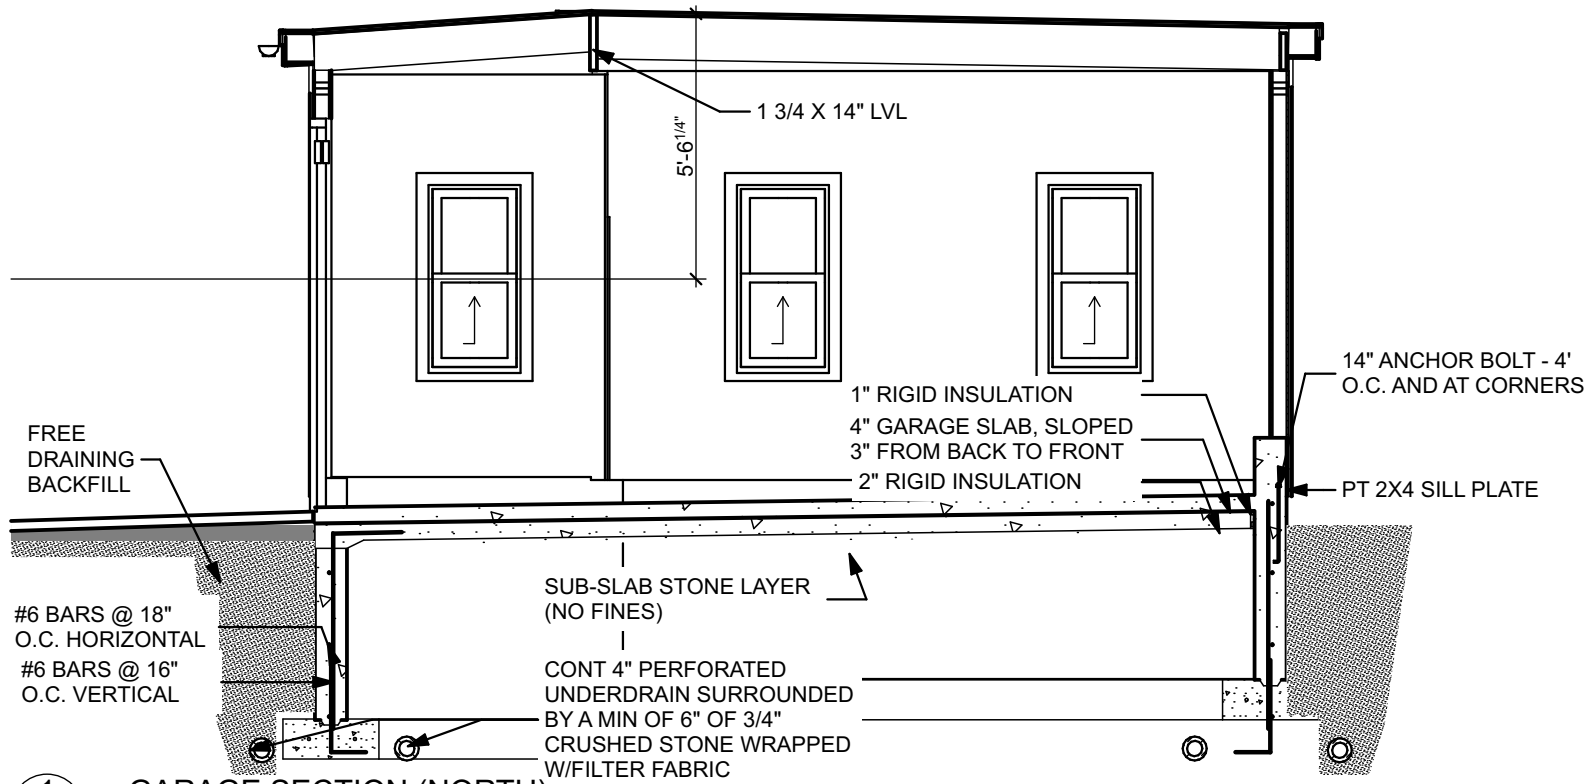 1 3/4 X 14" LVL
5'-6 1/4"
1" RIGID INSULATION
4" GARAGE SLAB, SLOPED
3" FROM BACK TO FRONT
2" RIGID INSULATION
14" ANCHOR BOLT - 4'
O.C. AND AT CORNERS
PT 2X4 SILL PLATE
FREE
DRAINING
BACKFILL
SUB-SLAB STONE LAYER
(NO FINES)
#6 BARS @ 18"
O.C. HORIZONTAL
#6 BARS @ 16"
O.C. VERTICAL
CONT 4" PERFORATED
UNDERDRAIN SURROUNDED
BY A MIN OF 6" OF 3/4"
CRUSHED STONE WRAPPED
W/FILTER FABRIC
1
GARAGE SECTION (NORTH)